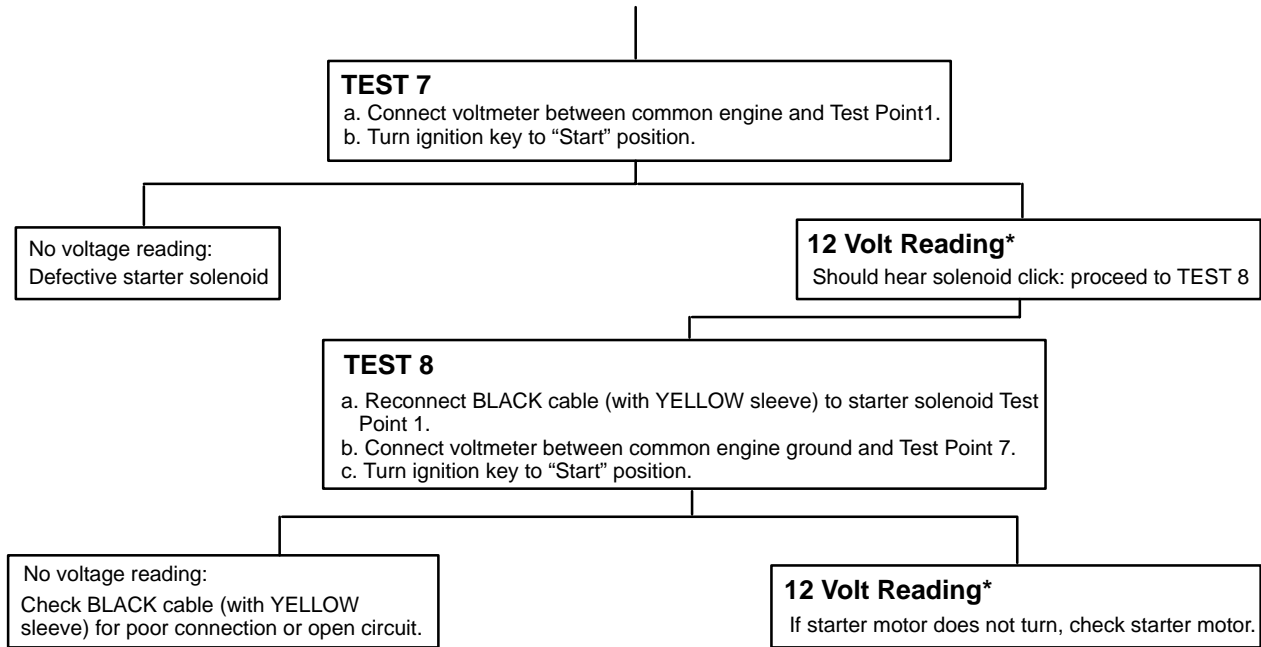 TEST 7
a. Connect voltmeter between common engine and Test Point1.
b. Turn ignition key to “Start” position.
No voltage reading:
Defective starter solenoid
12 Volt Reading*
Should hear solenoid click: proceed to TEST 8
TEST 8
a. Reconnect BLACK cable (with YELLOW sleeve) to starter solenoid Test
Point 1.
b. Connect voltmeter between common engine ground and Test Point 7.
c. Turn ignition key to “Start” position.
No voltage reading:
Check BLACK cable (with YELLOW
sleeve) for poor connection or open circuit.
12 Volt Reading*
If starter motor does not turn, check starter motor.